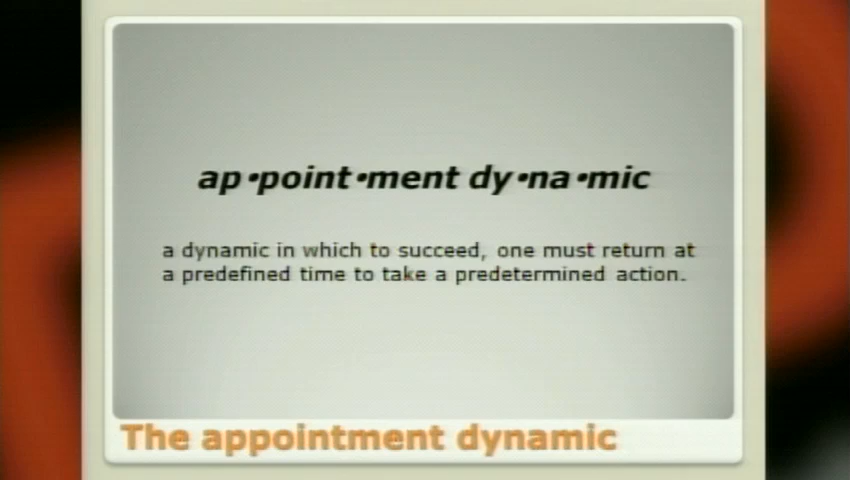 ap•point•ment dy•na•mic
a dynamic in which to succeed, one must return at
a predefined time to take a predetermined action.
The appointment dynamic